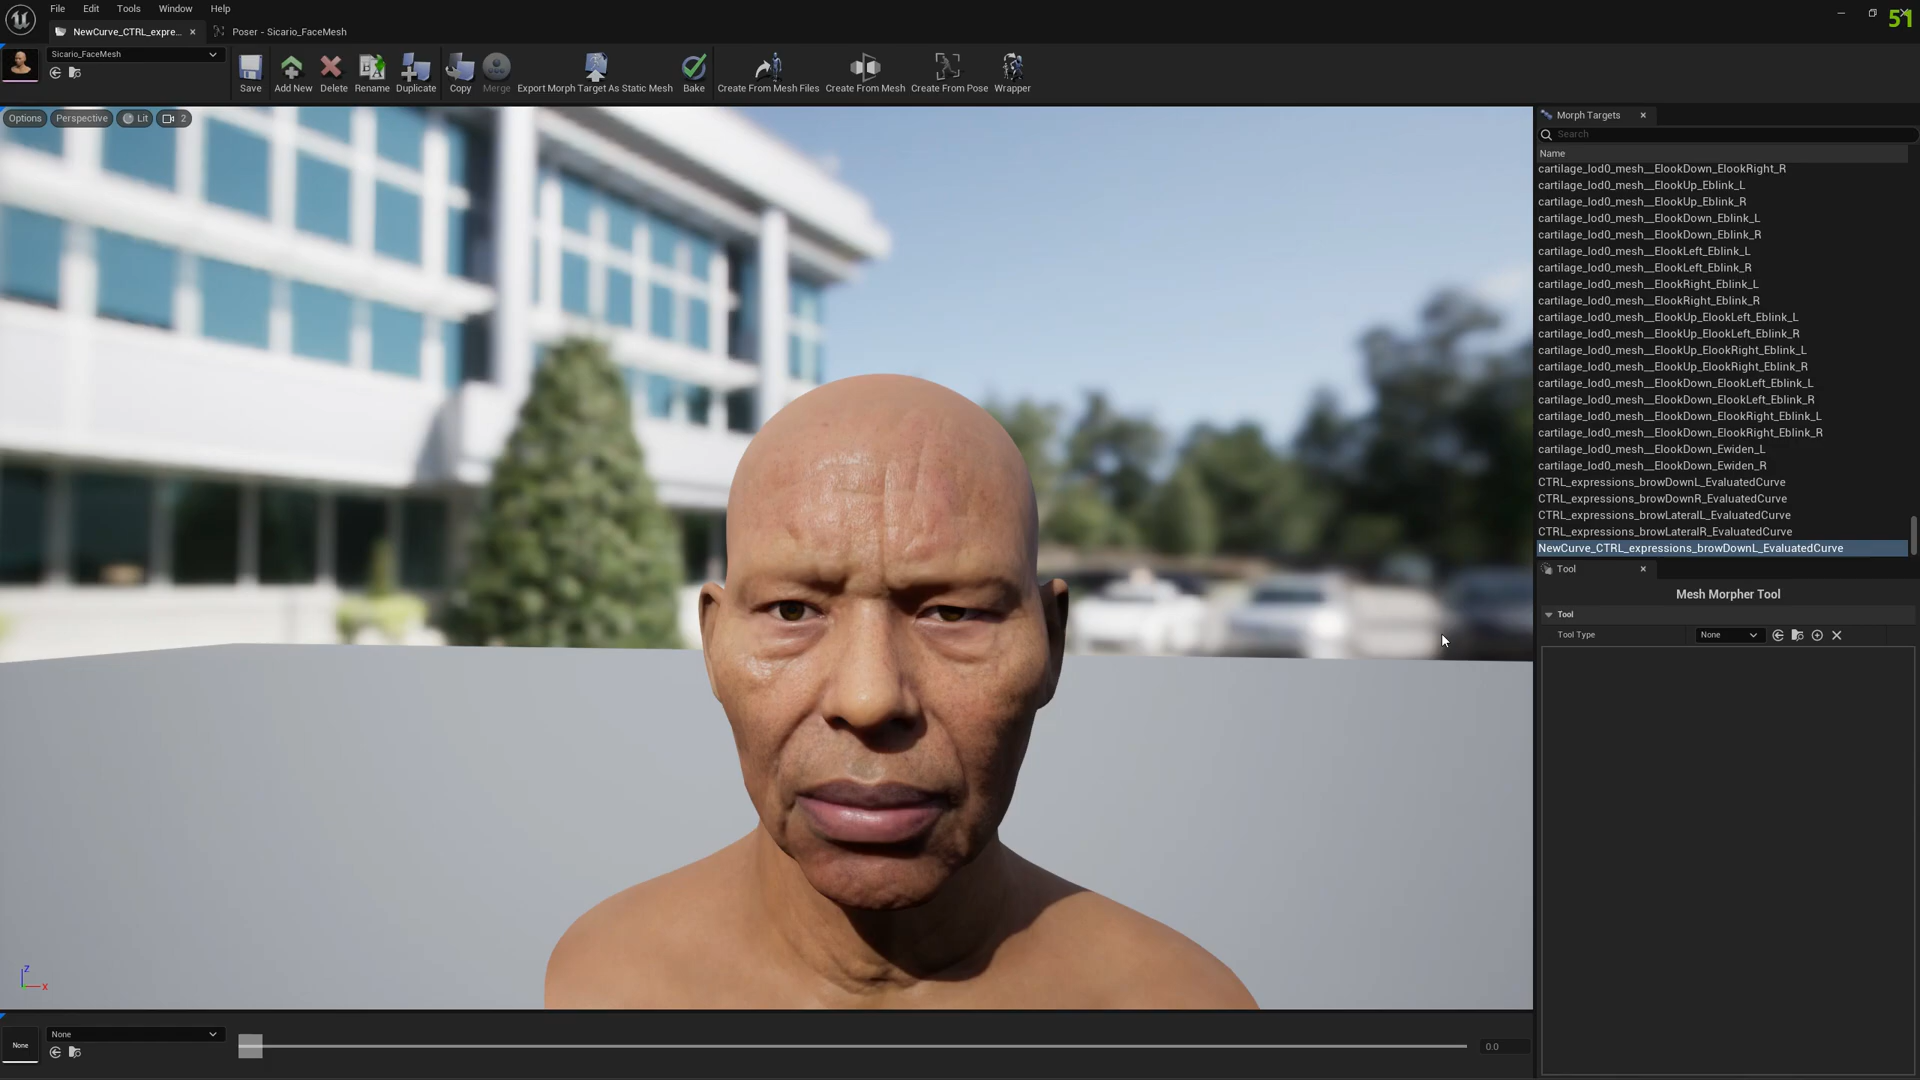 File Edit Tools Window Help
51
NewCurve_CTRL_expre...
Poser - Sicario_FaceMesh
Sicario_FaceMesh
Save
Add New
Delete
Rename
Duplicate
Copy
Merge
Export Morph Target As Static Mesh
Bake
Create From Mesh Files
Create From Mesh
Create From Pose
Wrapper
Options
Perspective
Lit
2
Morph Targets
Search
Name
cartilage_lod0_mesh__ElookDown_ElookRight_R
cartilage_lod0_mesh__ElookUp_Eblink_L
cartilage_lod0_mesh__ElookUp_Eblink_R
cartilage_lod0_mesh__ElookDown_Eblink_L
cartilage_lod0_mesh__ElookDown_Eblink_R
cartilage_lod0_mesh__ElookLeft_Eblink_L
cartilage_lod0_mesh__ElookLeft_Eblink_R
cartilage_lod0_mesh__ElookRight_Eblink_L
cartilage_lod0_mesh__ElookRight_Eblink_R
cartilage_lod0_mesh__ElookUp_ElookLeft_Eblink_L
cartilage_lod0_mesh__ElookUp_ElookLeft_Eblink_R
cartilage_lod0_mesh__ElookUp_ElookRight_Eblink_L
cartilage_lod0_mesh__ElookUp_ElookRight_Eblink_R
cartilage_lod0_mesh__ElookDown_ElookLeft_Eblink_L
cartilage_lod0_mesh__ElookDown_ElookLeft_Eblink_R
cartilage_lod0_mesh__ElookDown_ElookRight_Eblink_L
cartilage_lod0_mesh__ElookDown_ElookRight_Eblink_R
cartilage_lod0_mesh__ElookDown_Ewiden_L
cartilage_lod0_mesh__ElookDown_Ewiden_R
CTRL_expressions_browDownL_EvaluatedCurve
CTRL_expressions_browDownR_EvaluatedCurve
CTRL_expressions_browLateralL_EvaluatedCurve
CTRL_expressions_browLateralR_EvaluatedCurve
NewCurve_CTRL_expressions_browDownL_EvaluatedCurve
Tool
Mesh Morpher Tool
Tool
Tool Type
None
Z
X
None
None
0.0